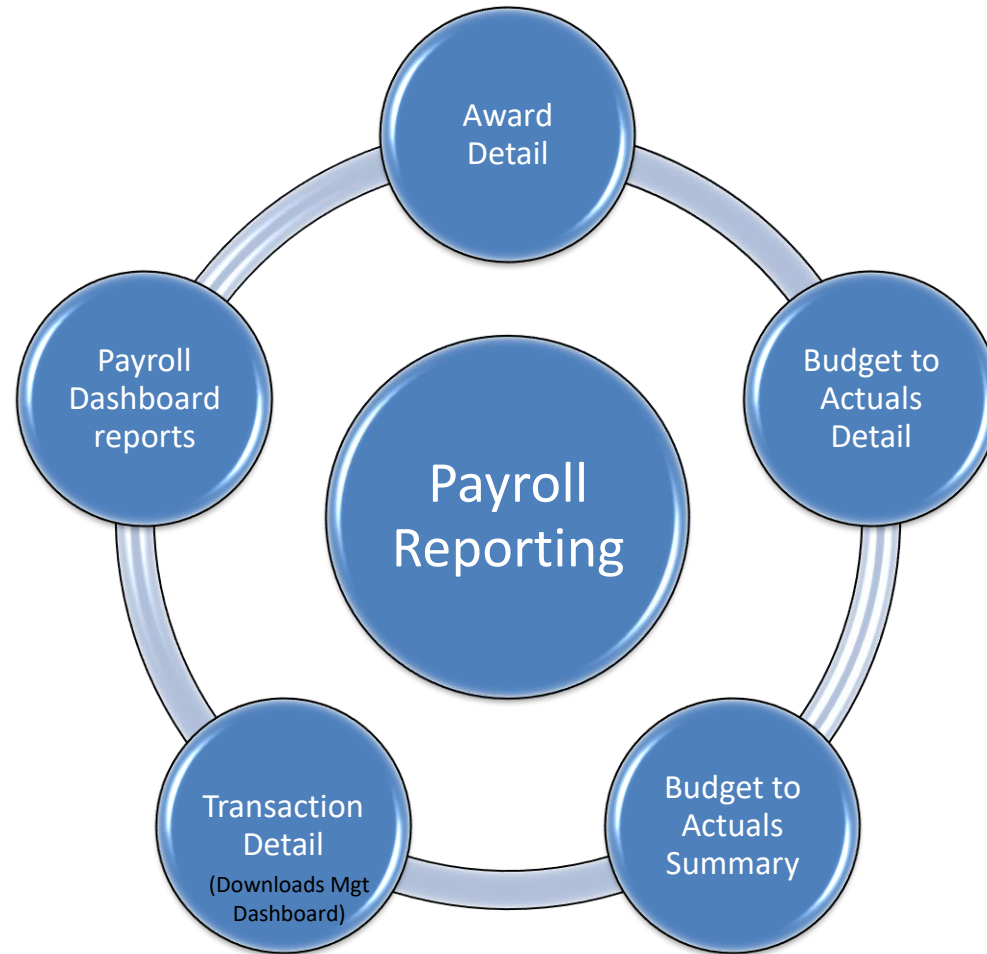 Award
Detail
Payroll
Dashboard
reports
Budget to
Actuals
Detail
Payroll
Reporting
Transaction
Detail
(Downloads Mgt
Dashboard)
Budget to
Actuals
Summary